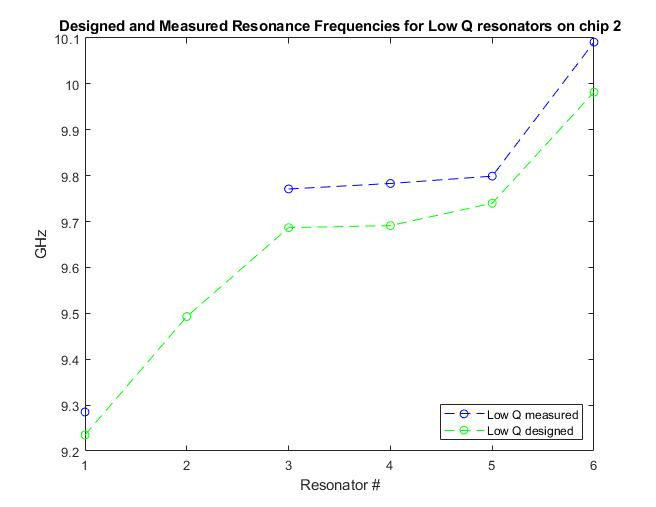 Designed and Measured Resonance Frequencies for Low Q resonators on chip 2
10.1
10
9.9
9.8
9.7
9.6
9.5
9.4
9.3
9.2
GHz
1 2 3 4 5 6
Resonator #
Low Q measured
Low Q designed